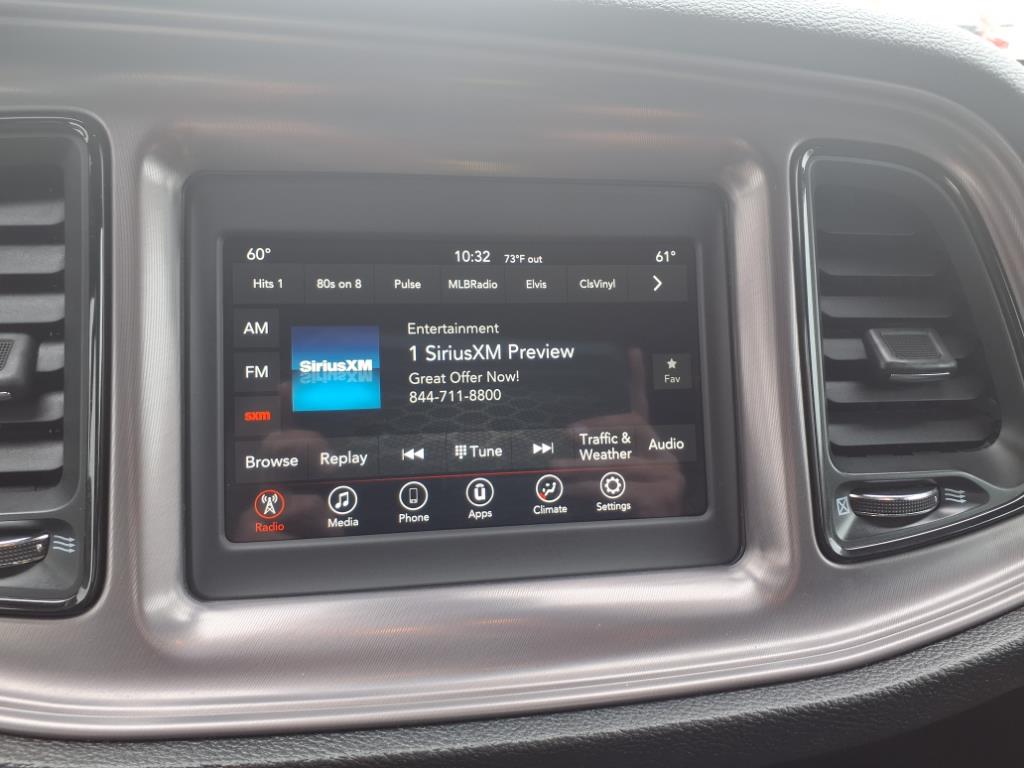 60° 10:32 73°F out 61°
Hits 1 80s on 8 Pulse MLBRadio Elvis ClsVinyl
AM
Entertainment
SiriusXM
1 SiriusXM Preview
FM
Great Offer Now!
Fav
844-711-8800
sxm
Browse Replay Tune Traffic & Weather Audio
Radio Media Phone Apps Climate Settings